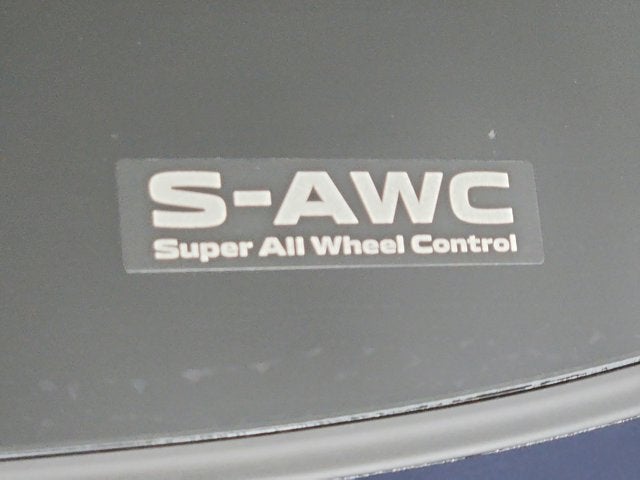 S-AWC
Super All Wheel Control